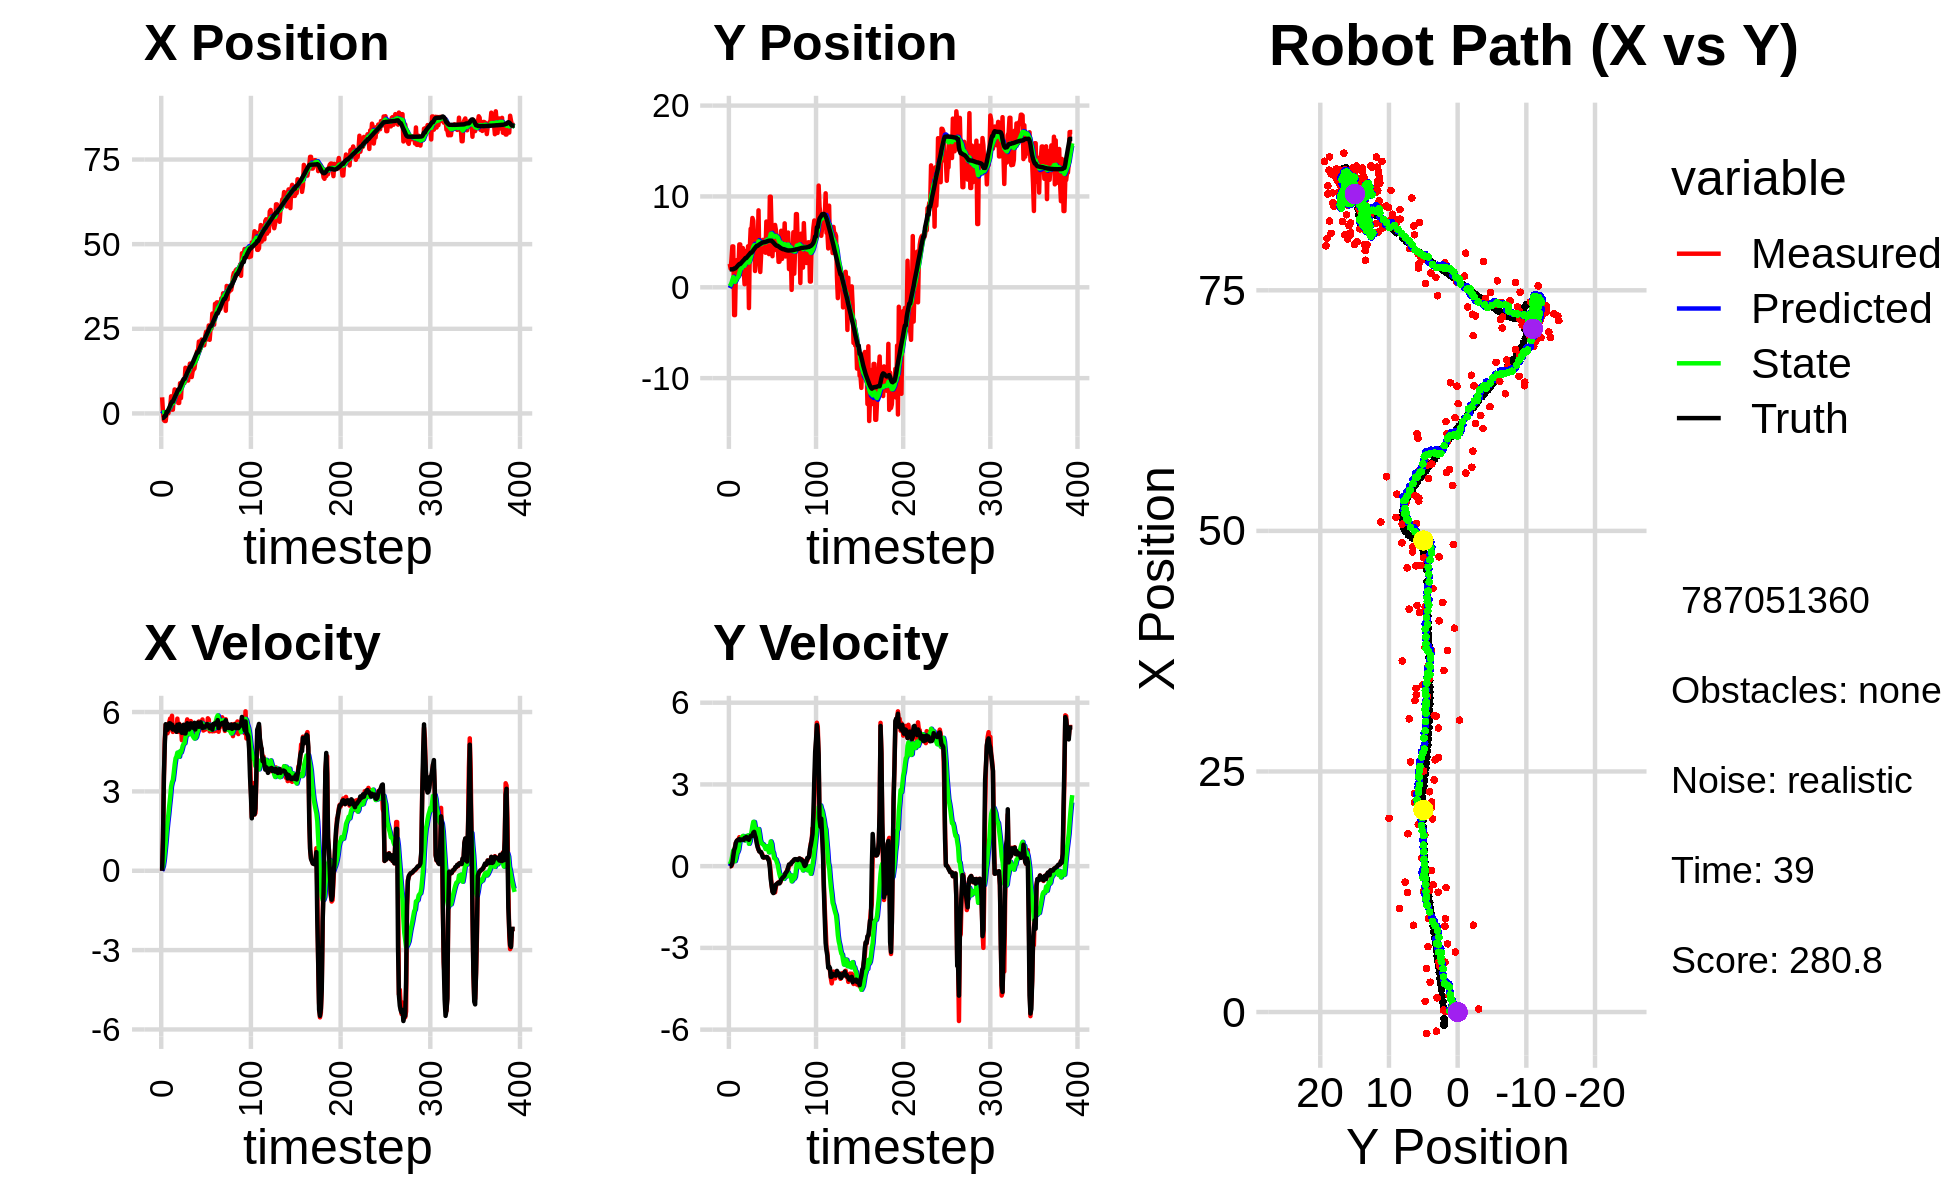 X Position
75
50
25
0
0
100
200
300
400
timestep
Y Position
20
10
0
-10
0
100
200
300
400
timestep
X Velocity
6
3
0
-3
-6
0
100
200
300
400
timestep
Y Velocity
6
3
0
-3
-6
0
100
200
300
400
timestep
Robot Path (X vs Y)
X Position
75
50
25
0
20 10 0 -10 -20
Y Position
variable
Measured
Predicted
State
Truth
787051360
Obstacles: none
Noise: realistic
Time: 39
Score: 280.8